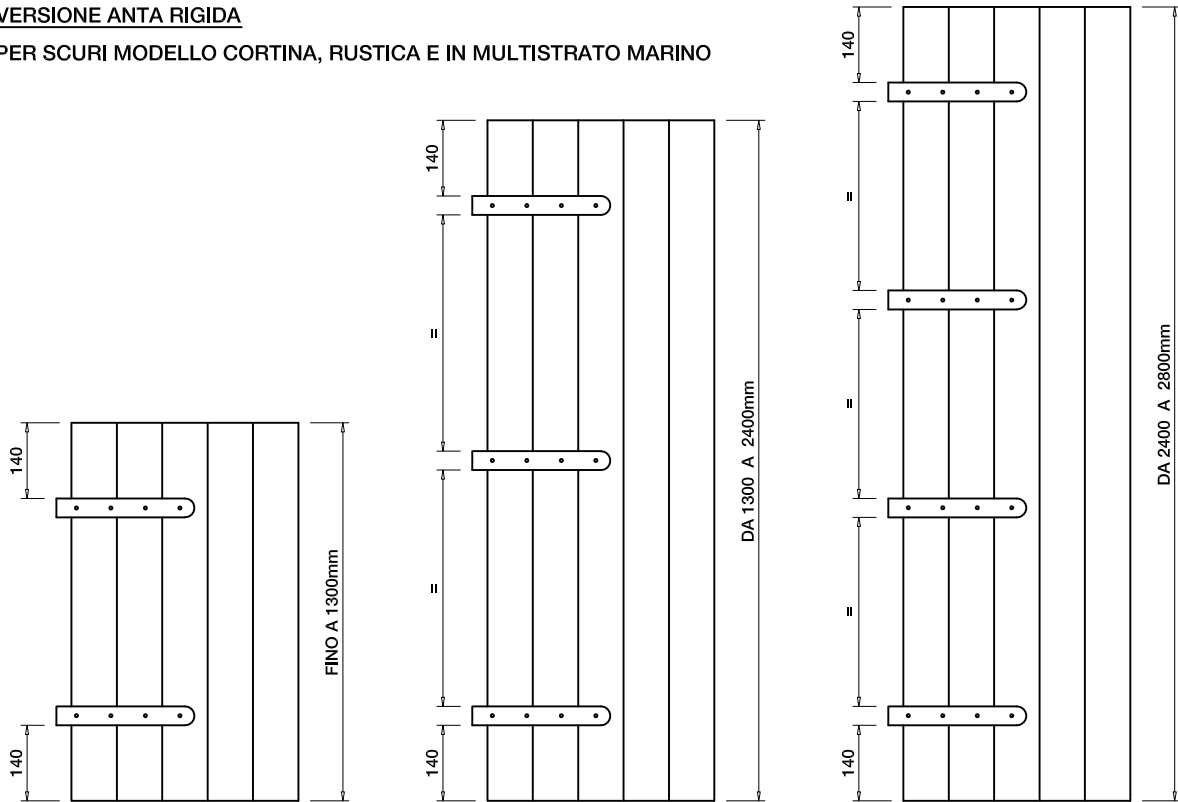 VERSIONE ANTA RIGIDA
PER SCURI MODELLO CORTINA, RUSTICA E IN MULTISTRATO MARINO
140
140
FINO A 1300mm
140
=
=
140
DA 1300 A 2400mm
140
=
=
=
140
DA 2400 A 2800mm